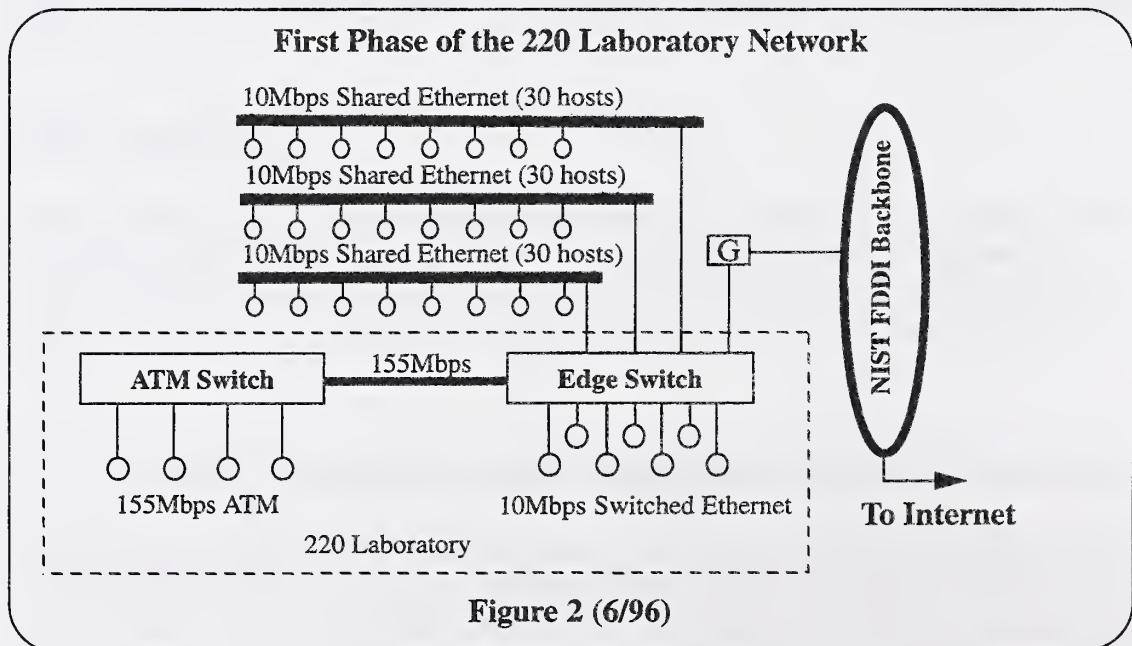 First Phase of the 220 Laboratory Network
10Mbps Shared Ethernet (30 hosts)
10Mbps Shared Ethernet (30 hosts)
10Mbps Shared Ethernet (30 hosts)
G
NIST FDDI Backbone
155Mbps
ATM Switch
Edge Switch
155Mbps ATM
10Mbps Switched Ethernet
To Internet
220 Laboratory
Figure 2 (6/96)